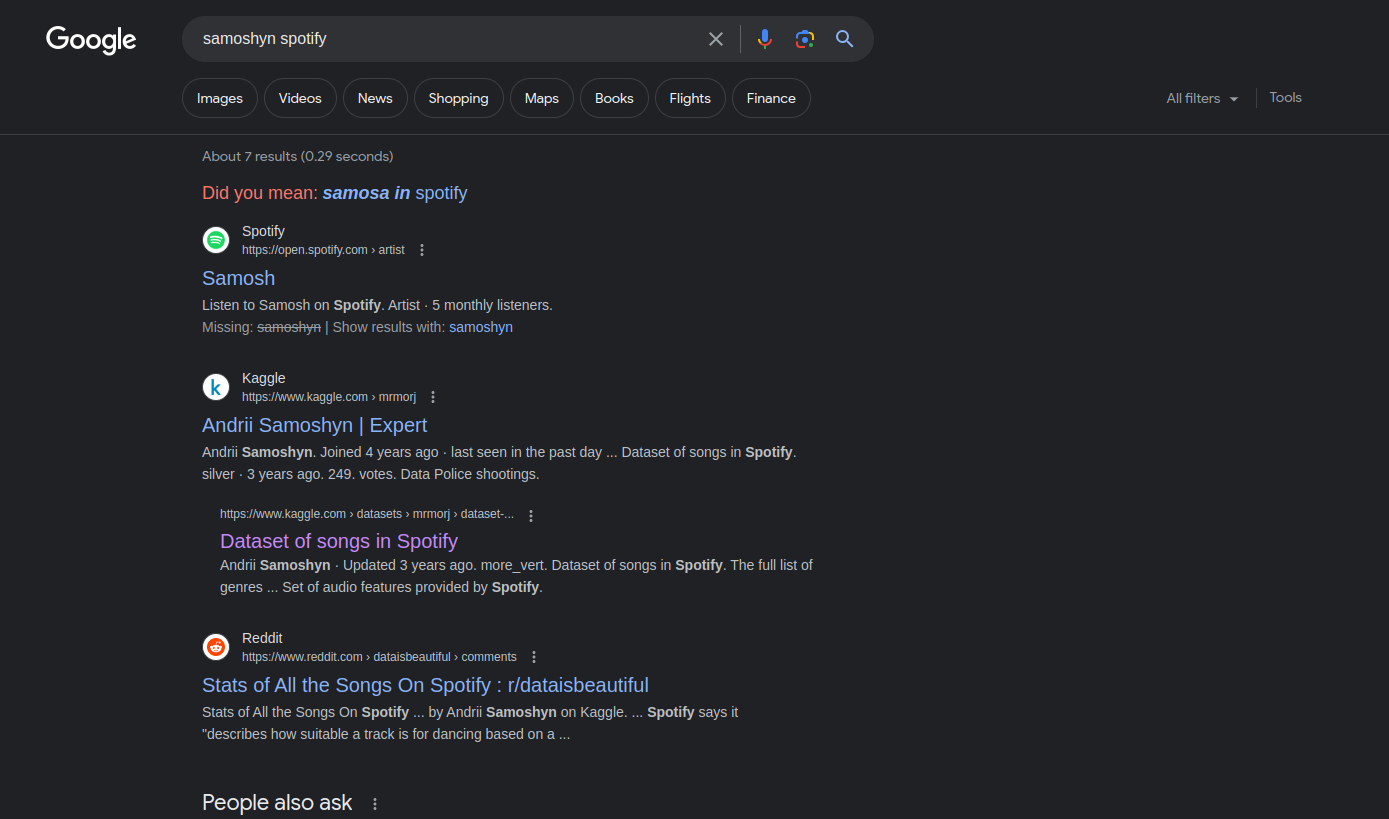 Google
samoshyn spotify
Images Videos News Shopping Maps Books Flights Finance All filters Tools
About 7 results (0.29 seconds)
Did you mean: samosa in spotify
Spotify
https://open.spotify.com › artist
Samosh
Listen to Samosh on Spotify. Artist · 5 monthly listeners.
Missing: samoshyn | Show results with: samoshyn
k
Kaggle
https://www.kaggle.com › mrmorj
Andrii Samoshyn | Expert
Andrii Samoshyn. Joined 4 years ago · last seen in the past day ... Dataset of songs in Spotify.
silver · 3 years ago. 249. votes. Data Police shootings.
https://www.kaggle.com › datasets › mrmorj › dataset-...
Dataset of songs in Spotify
Andrii Samoshyn · Updated 3 years ago. more_vert. Dataset of songs in Spotify. The full list of
genres ... Set of audio features provided by Spotify.
Reddit
https://www.reddit.com › dataisbeautiful › comments
Stats of All the Songs On Spotify : r/dataisbeautiful
Stats of All the Songs On Spotify ... by Andrii Samoshyn on Kaggle. ... Spotify says it
"describes how suitable a track is for dancing based on a ...
People also ask